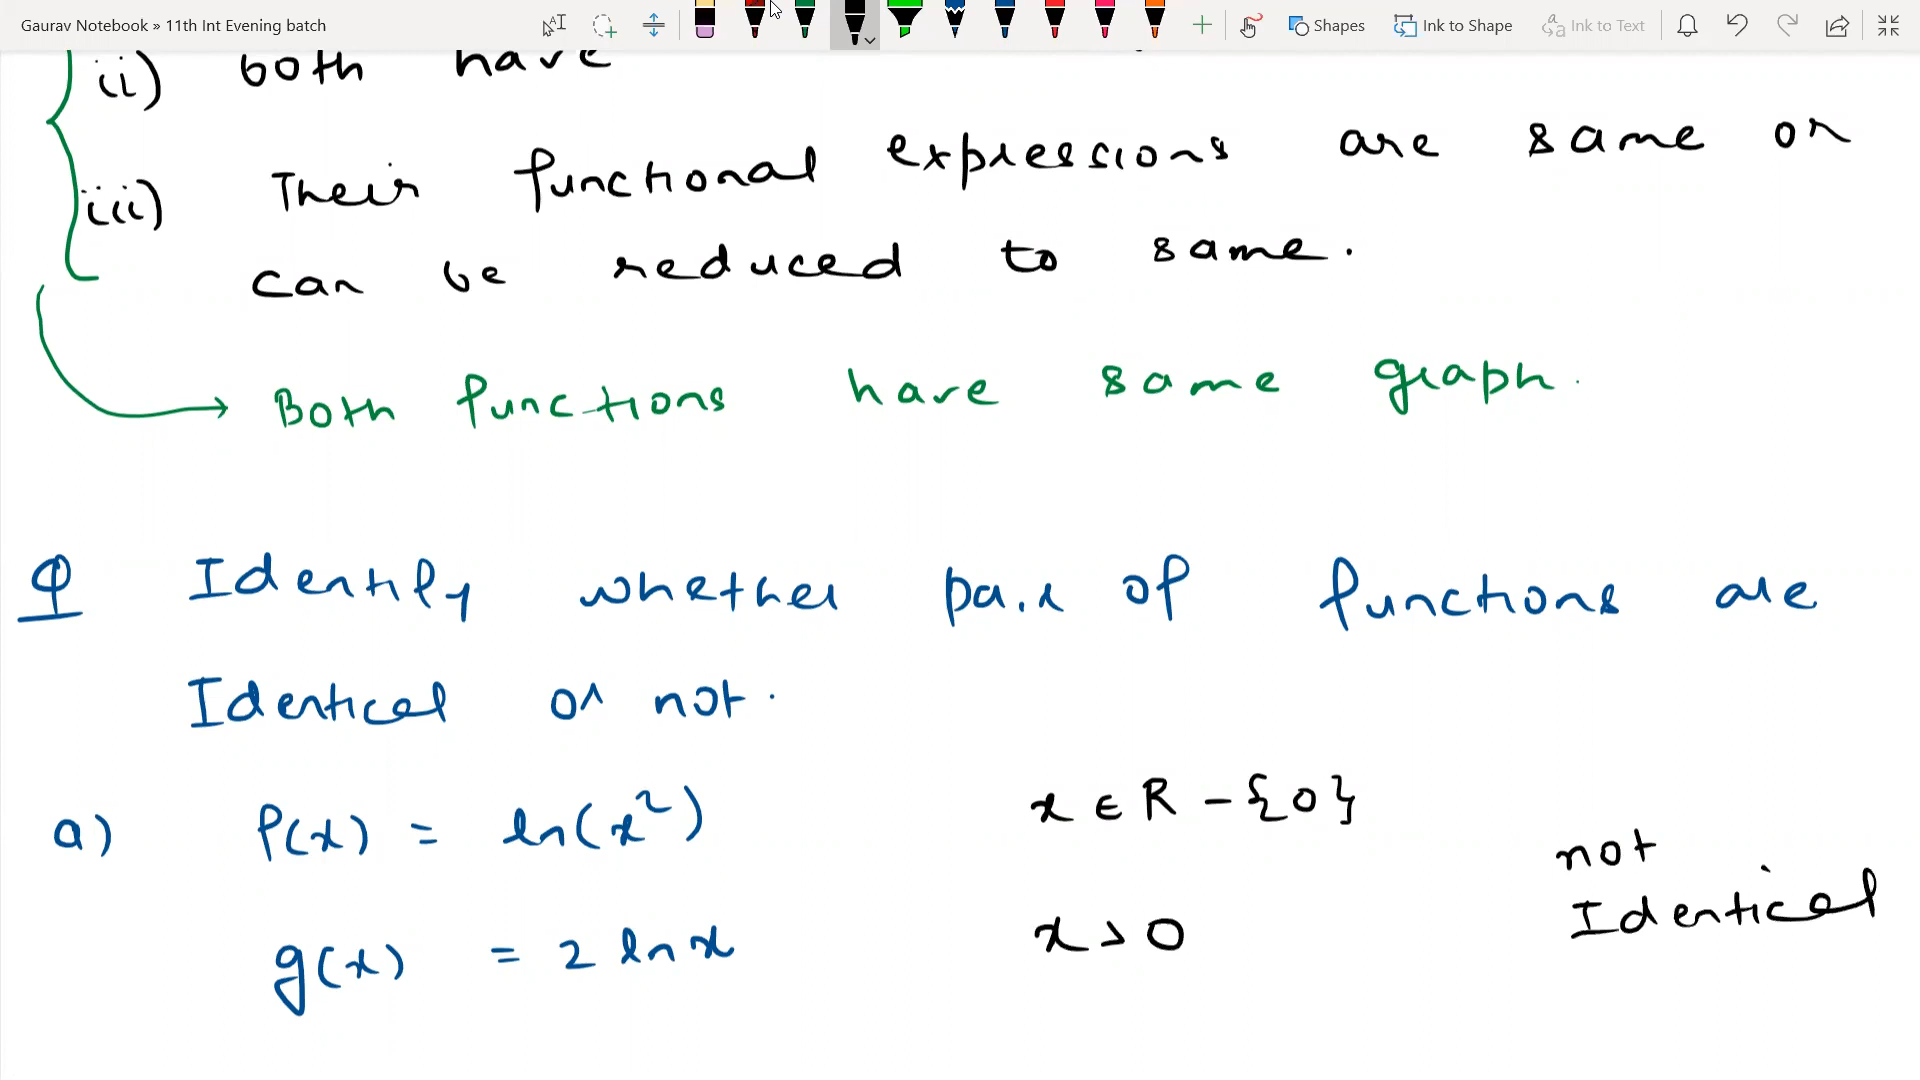 Gaurav Notebook » 11th Int Evening batch
Shapes Ink to Shape Ink to Text
ii) both have
iii) Their functional expressions are same or
can be reduced to same.
Both functions have same graph.
Q Identify whether pair of functions are
Identical or not.
a) f(x) = ln(x²) x ∈ R - {0}
not
Identical
g(x) = 2 ln x x > 0